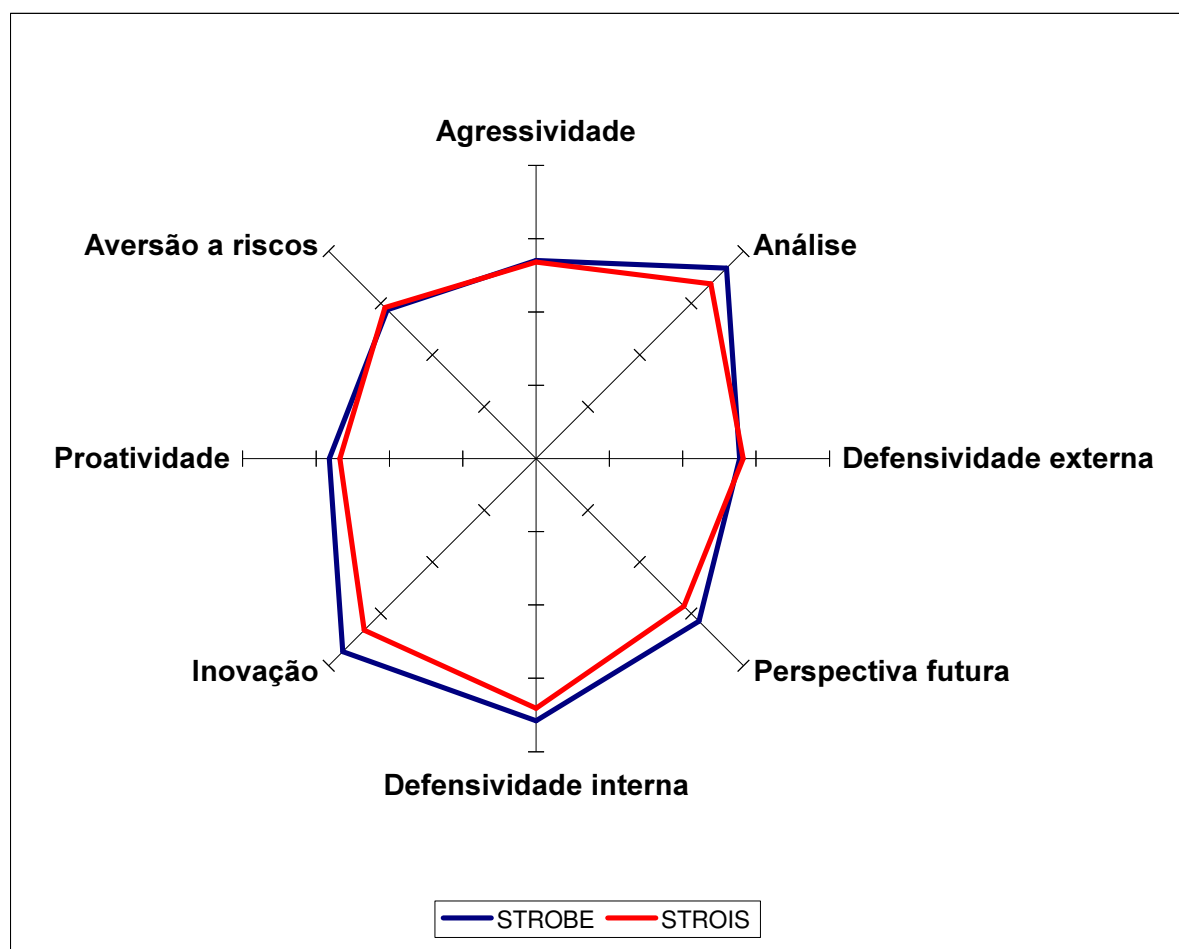 Agressividade
Aversão a riscos
Análise
Proatividade
Defensividade externa
Inovação
Perspectiva futura
Defensividade interna
STROBE
STROIS